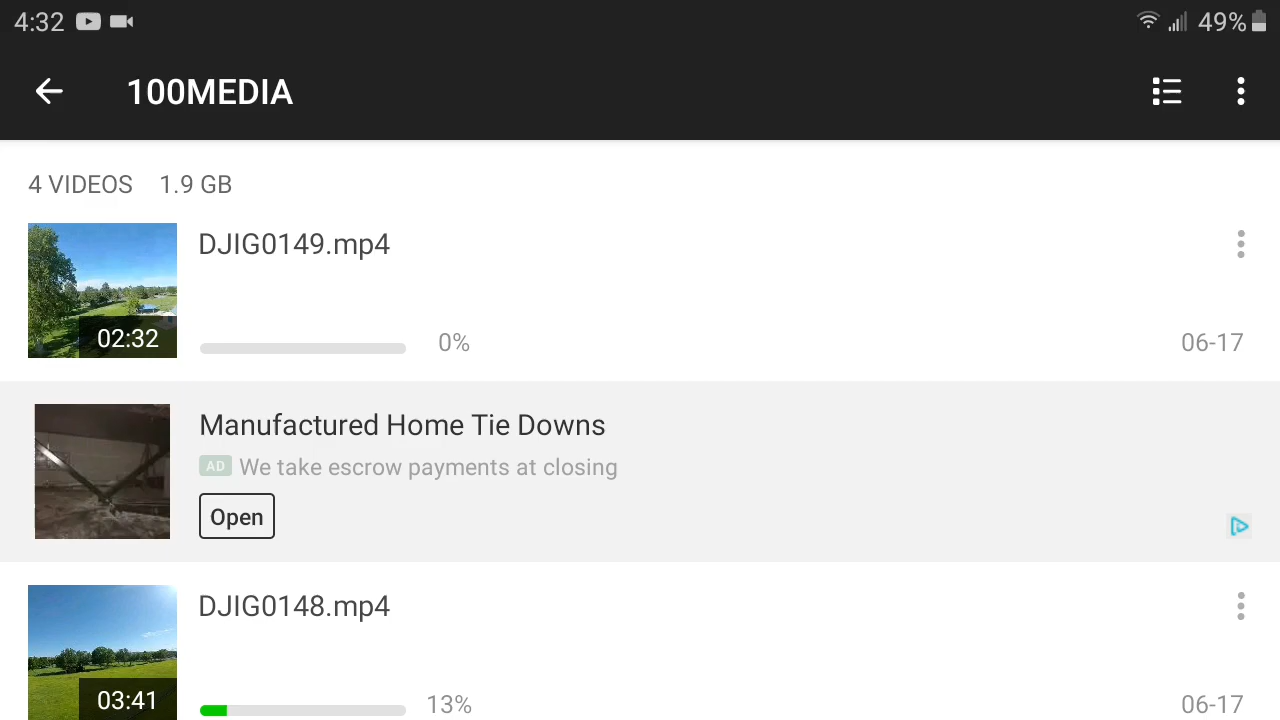 4:32
49%
100MEDIA
4 VIDEOS 1.9 GB
DJIG0149.mp4
02:32
0%
06-17
Manufactured Home Tie Downs
AD We take escrow payments at closing
Open
DJIG0148.mp4
03:41
13%
06-17